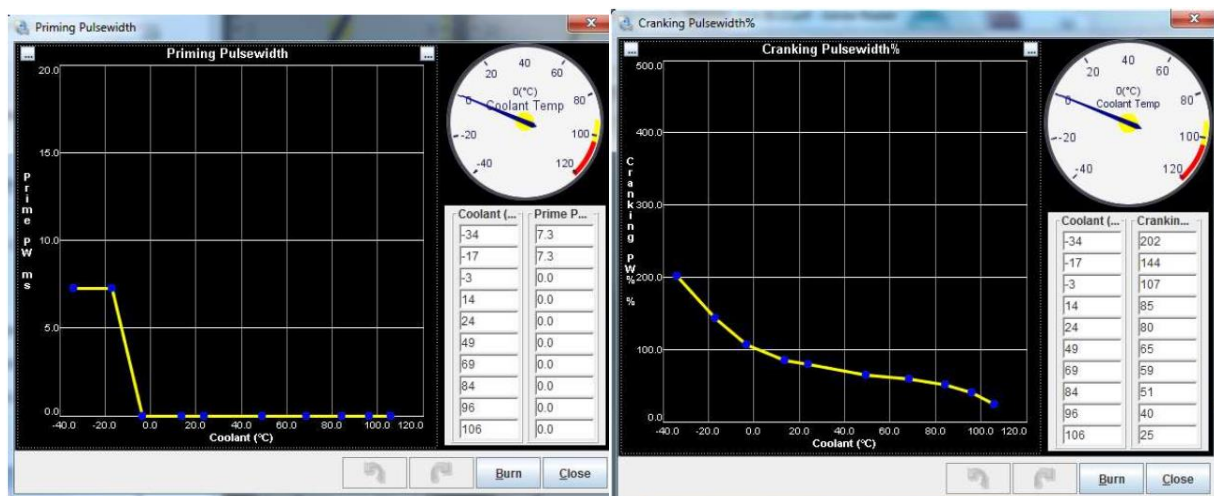 Priming Pulsewidth
...
Priming Pulsewidth
...
20.0
15.0
10.0
5.0
0.0
Prime PW ms
-40.0 -20.0 0.0 20.0 40.0 60.0 80.0 100.0 120.0
Coolant (°C)
-40
-20
0
20
40
60
80
100
120
0(°C)
Coolant Temp
Coolant (... Prime P...
-34 7.3
-17 7.3
-3 0.0
14 0.0
24 0.0
49 0.0
69 0.0
84 0.0
96 0.0
106 0.0
Burn Close
Cranking Pulsewidth%
...
Cranking Pulsewidth%
...
500.0
400.0
300.0
200.0
100.0
0.0
Cranking PW% %
-40.0 -20.0 0.0 20.0 40.0 60.0 80.0 100.0 120.0
Coolant (°C)
-40
-20
0
20
40
60
80
100
120
0(°C)
Coolant Temp
Coolant (... Crankin...
-34 202
-17 144
-3 107
14 85
24 80
49 65
69 59
84 51
96 40
106 25
Burn Close